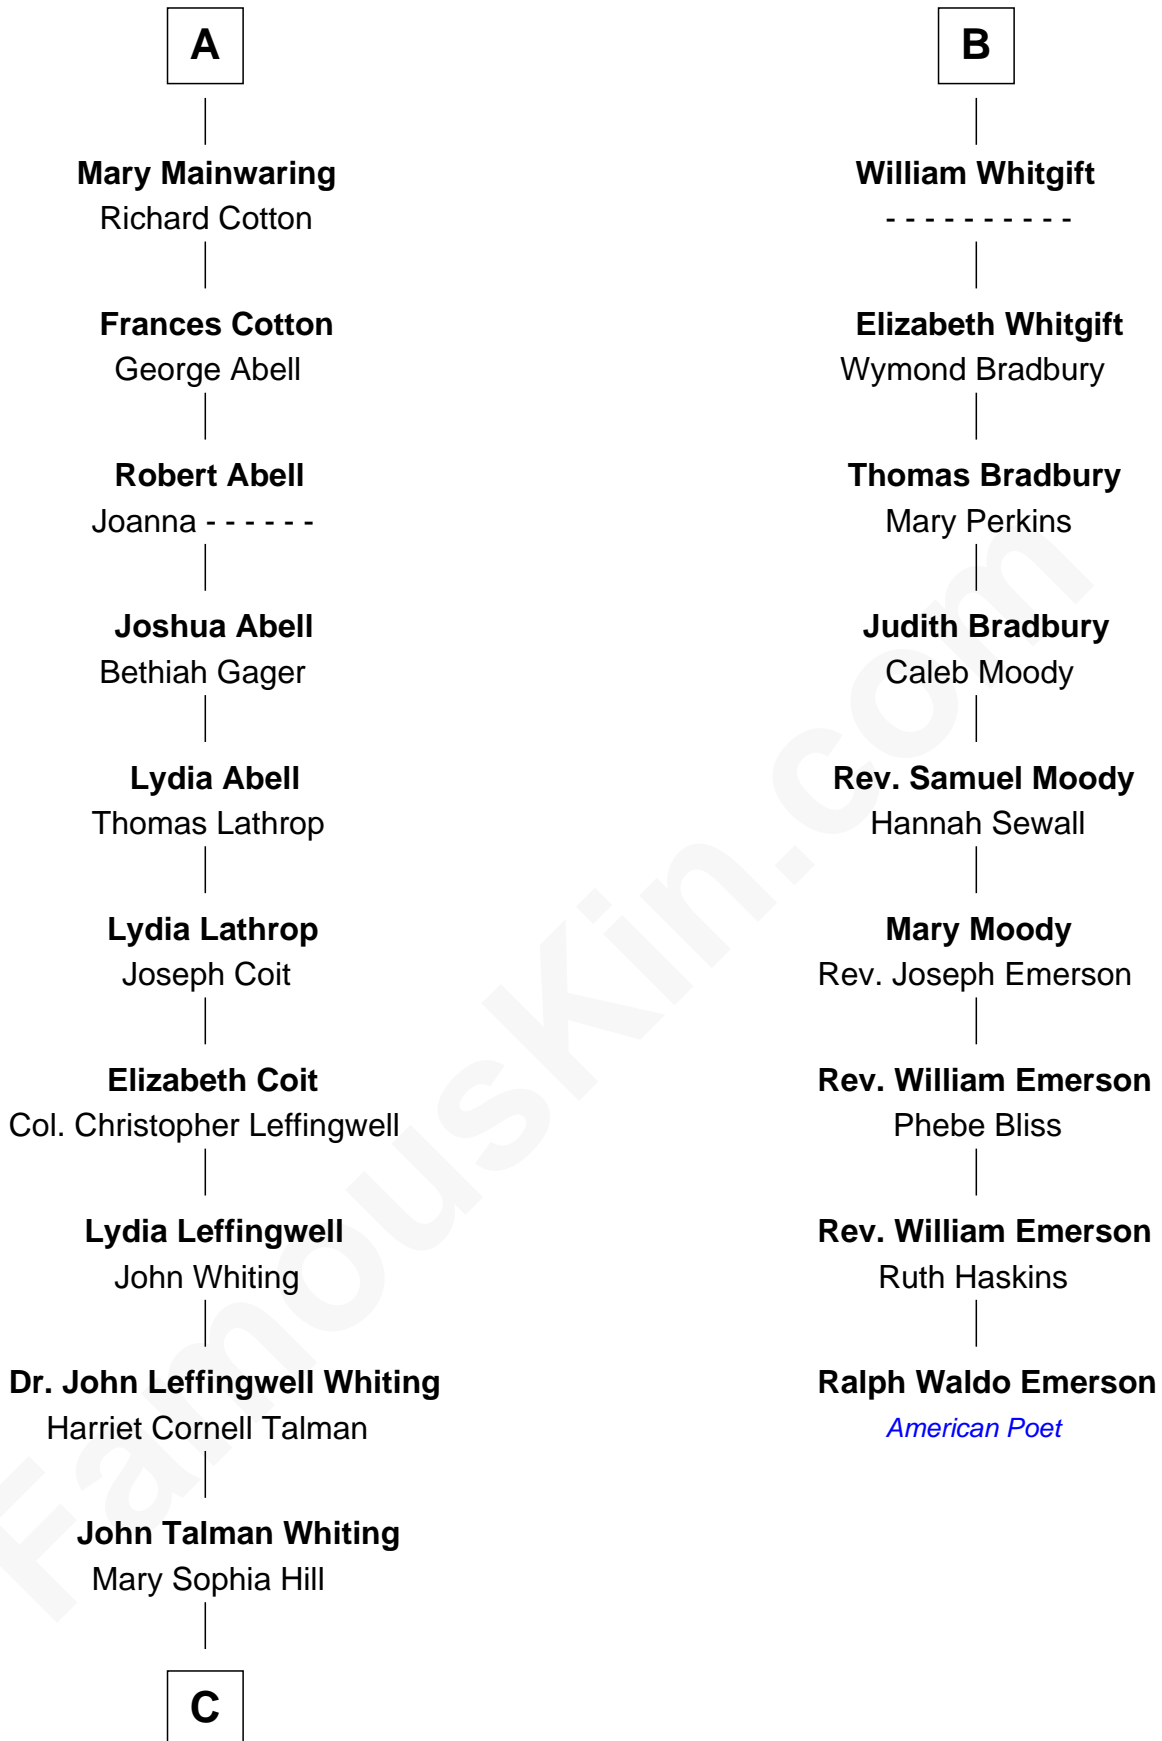 A
Mary Mainwaring
Richard Cotton
Frances Cotton
George Abell
Robert Abell
Joanna - - - - - -
Joshua Abell
Bethiah Gager
Lydia Abell
Thomas Lathrop
Lydia Lathrop
Joseph Coit
Elizabeth Coit
Col. Christopher Leffingwell
Lydia Leffingwell
John Whiting
Dr. John Leffingwell Whiting
Harriet Cornell Talman
John Talman Whiting
Mary Sophia Hill
C
B
William Whitgift
- - - - - - - - - -
Elizabeth Whitgift
Wymond Bradbury
Thomas Bradbury
Mary Perkins
Judith Bradbury
Caleb Moody
Rev. Samuel Moody
Hannah Sewall
Mary Moody
Rev. Joseph Emerson
Rev. William Emerson
Phebe Bliss
Rev. William Emerson
Ruth Haskins
Ralph Waldo Emerson
American Poet
FamousKin.com